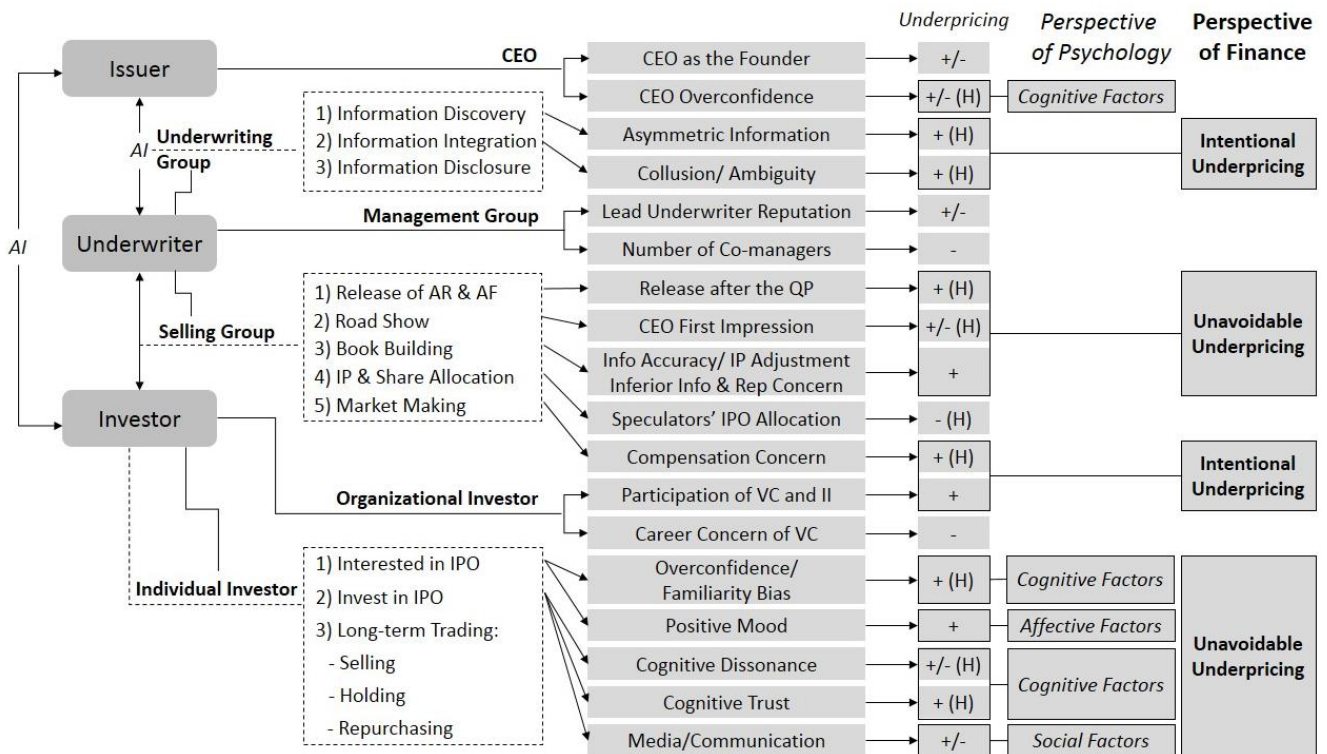 Underpricing
Perspective
of Psychology
Perspective
of Finance
Issuer
CEO
CEO as the Founder
+/-
CEO Overconfidence
+/- (H)
Cognitive Factors
AI
Underwriting
Group
1) Information Discovery
2) Information Integration
3) Information Disclosure
Asymmetric Information
+ (H)
Collusion/ Ambiguity
+ (H)
Intentional
Underpricing
AI
Underwriter
Management Group
Lead Underwriter Reputation
+/-
Number of Co-managers
-
Selling Group
1) Release of AR & AF
2) Road Show
3) Book Building
4) IP & Share Allocation
5) Market Making
Release after the QP
+ (H)
CEO First Impression
+/- (H)
Info Accuracy/ IP Adjustment
Inferior Info & Rep Concern
+
Unavoidable
Underpricing
Speculators’ IPO Allocation
- (H)
Investor
Compensation Concern
+ (H)
Organizational Investor
Participation of VC and II
+
Intentional
Underpricing
Career Concern of VC
-
Individual Investor
1) Interested in IPO
2) Invest in IPO
3) Long-term Trading:
- Selling
- Holding
- Repurchasing
Overconfidence/
Familiarity Bias
+ (H)
Cognitive Factors
Positive Mood
+
Affective Factors
Cognitive Dissonance
+/- (H)
Cognitive Trust
+ (H)
Cognitive Factors
Media/Communication
+/-
Social Factors
Unavoidable
Underpricing